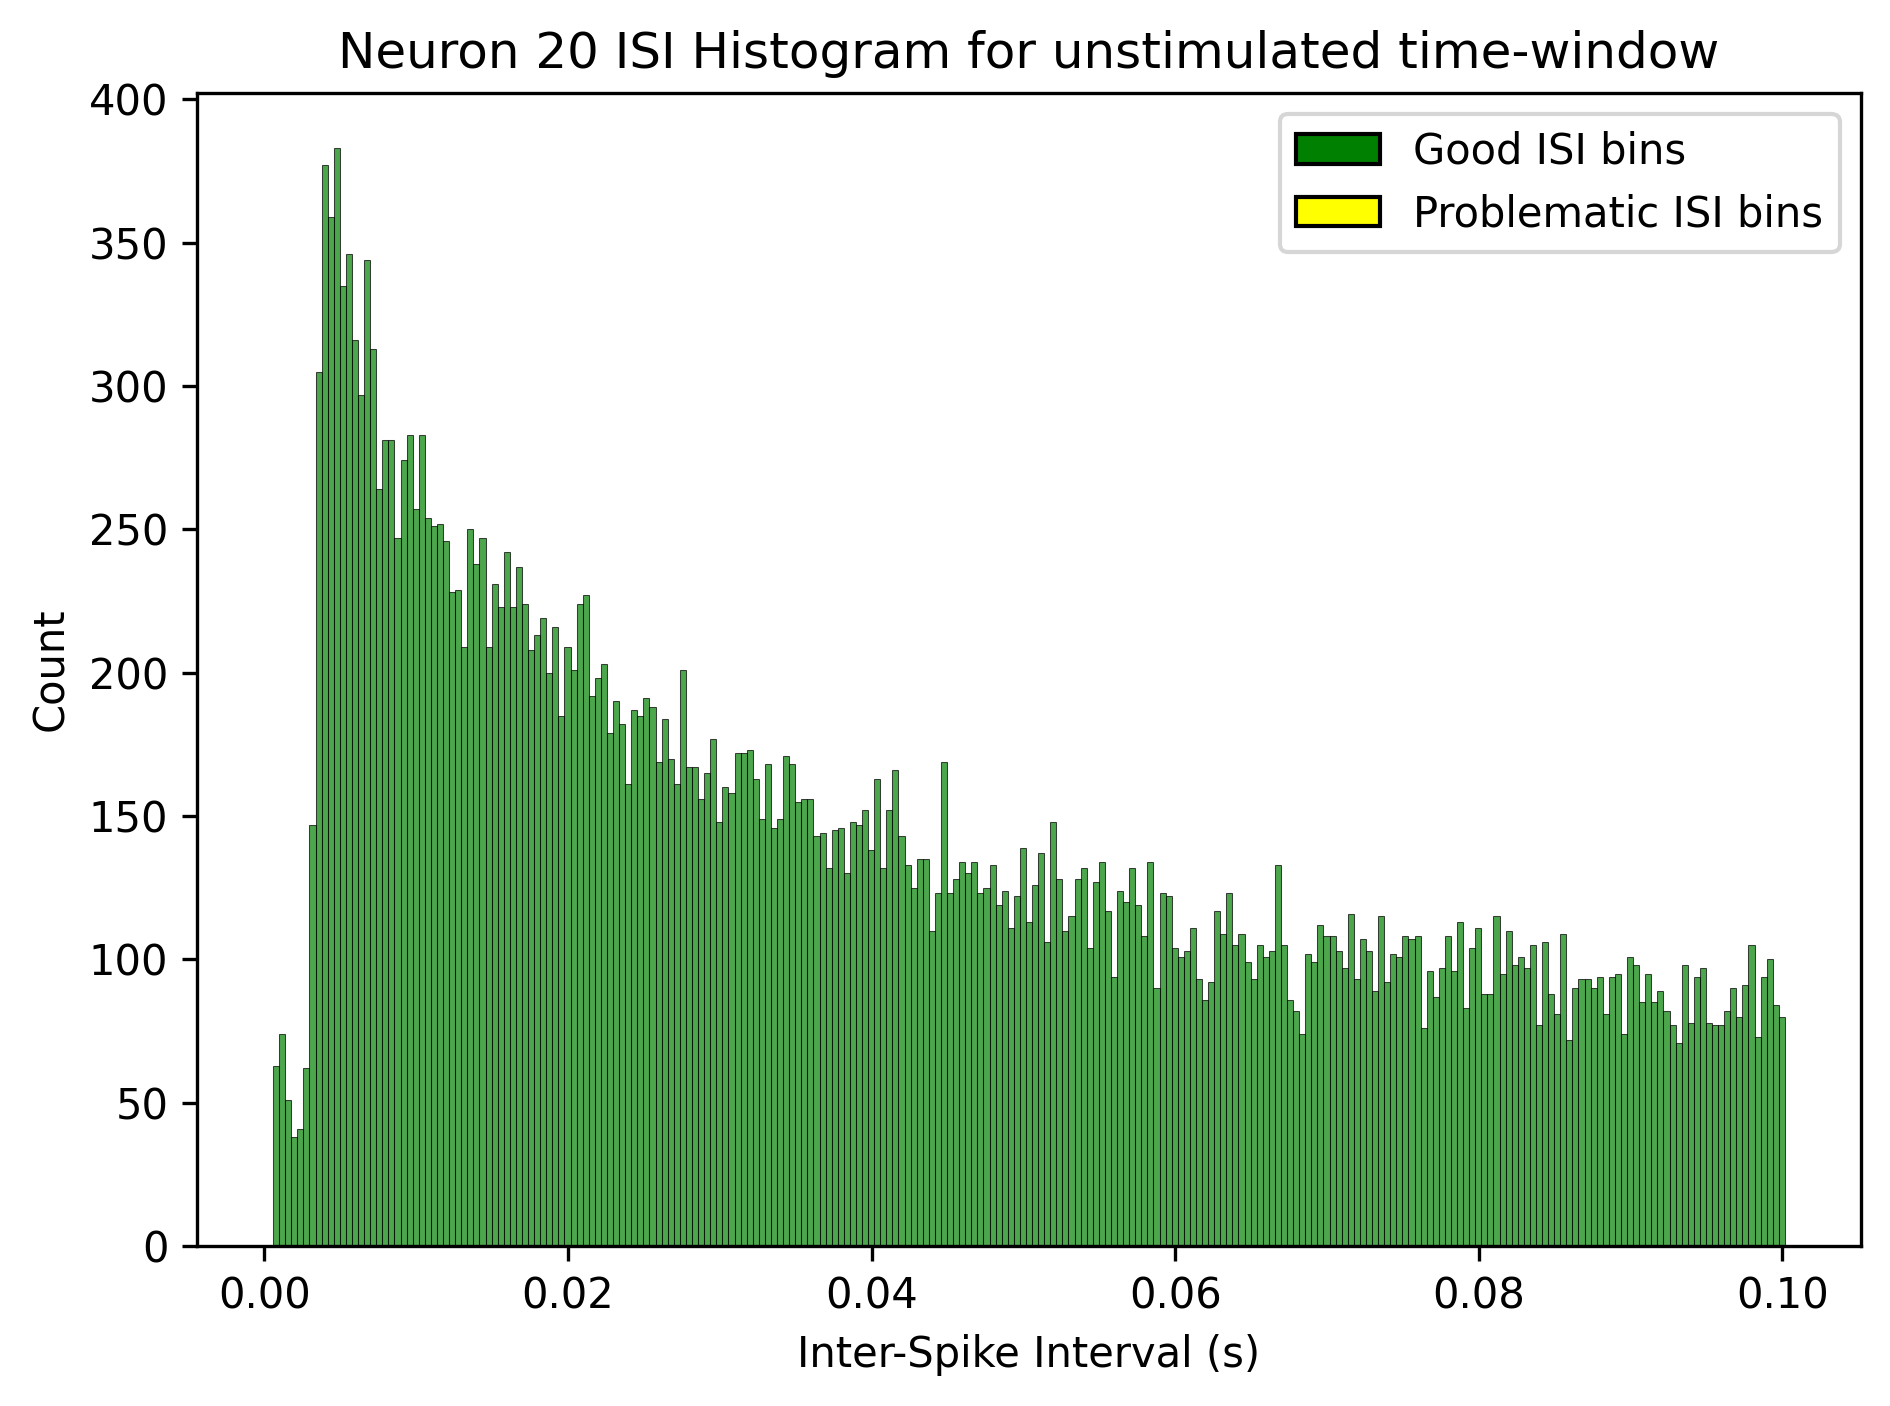 Neuron 20 ISI Histogram for unstimulated time-window
Good ISI bins
Problematic ISI bins
400
350
300
250
200
150
100
50
0
Count
0.00 0.02 0.04 0.06 0.08 0.10
Inter-Spike Interval (s)